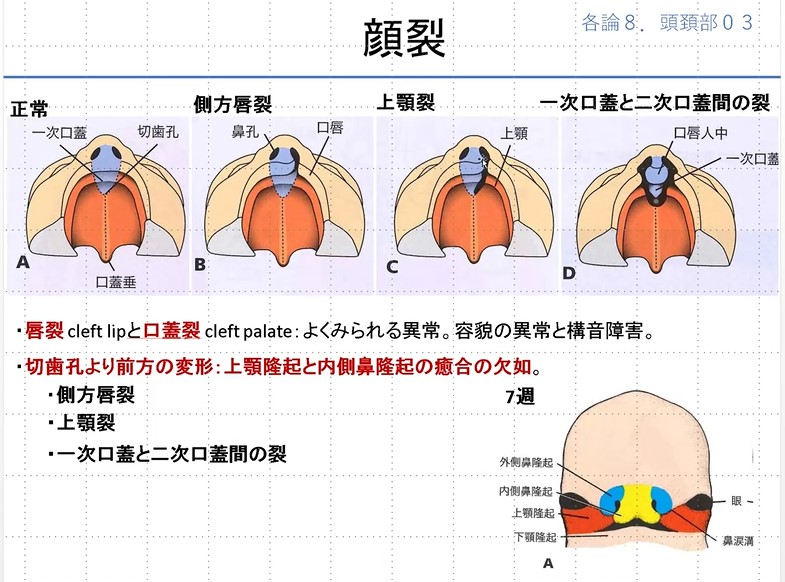 各論８．頭頚部０３
顔裂
正常
側方唇裂
上顎裂
一次口蓋と二次口蓋間の裂
一次口蓋
切歯孔
口蓋垂
A
鼻孔
口唇
B
上顎
C
口唇人中
一次口蓋
D
・唇裂 cleft lipと口蓋裂 cleft palate：よくみられる異常。容貌の異常と構音障害。
・切歯孔より前方の変形：上顎隆起と内側鼻隆起の癒合の欠如。
・側方唇裂
・上顎裂
・一次口蓋と二次口蓋間の裂
7週
外側鼻隆起
内側鼻隆起
上顎隆起
下顎隆起
眼
鼻涙溝
A